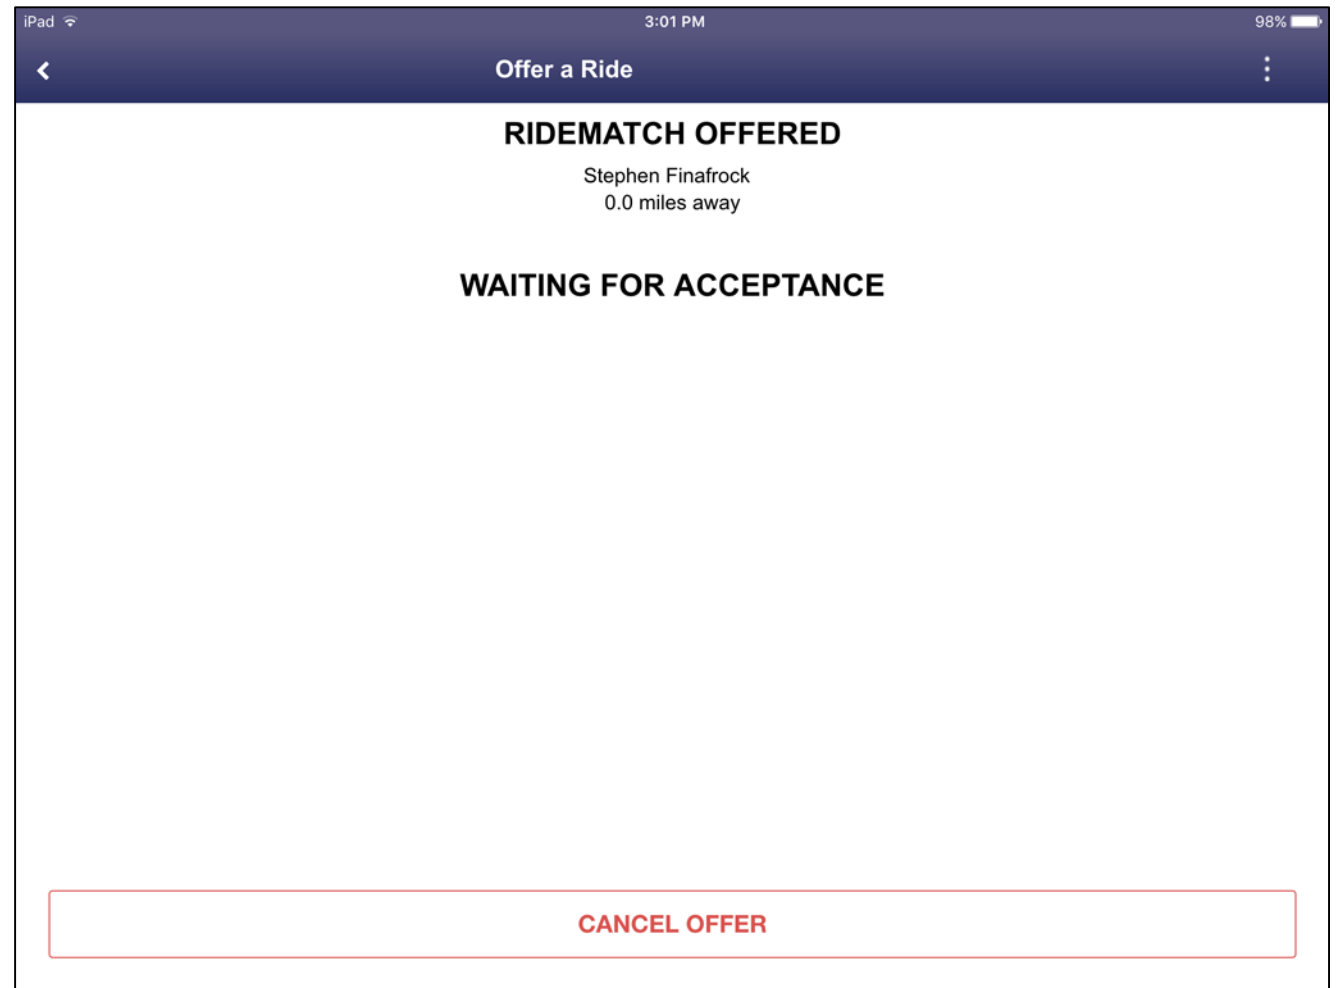 iPad 3:01 PM 98%
Offer a Ride
RIDEMATCH OFFERED
Stephen Finafrock
0.0 miles away
WAITING FOR ACCEPTANCE
CANCEL OFFER